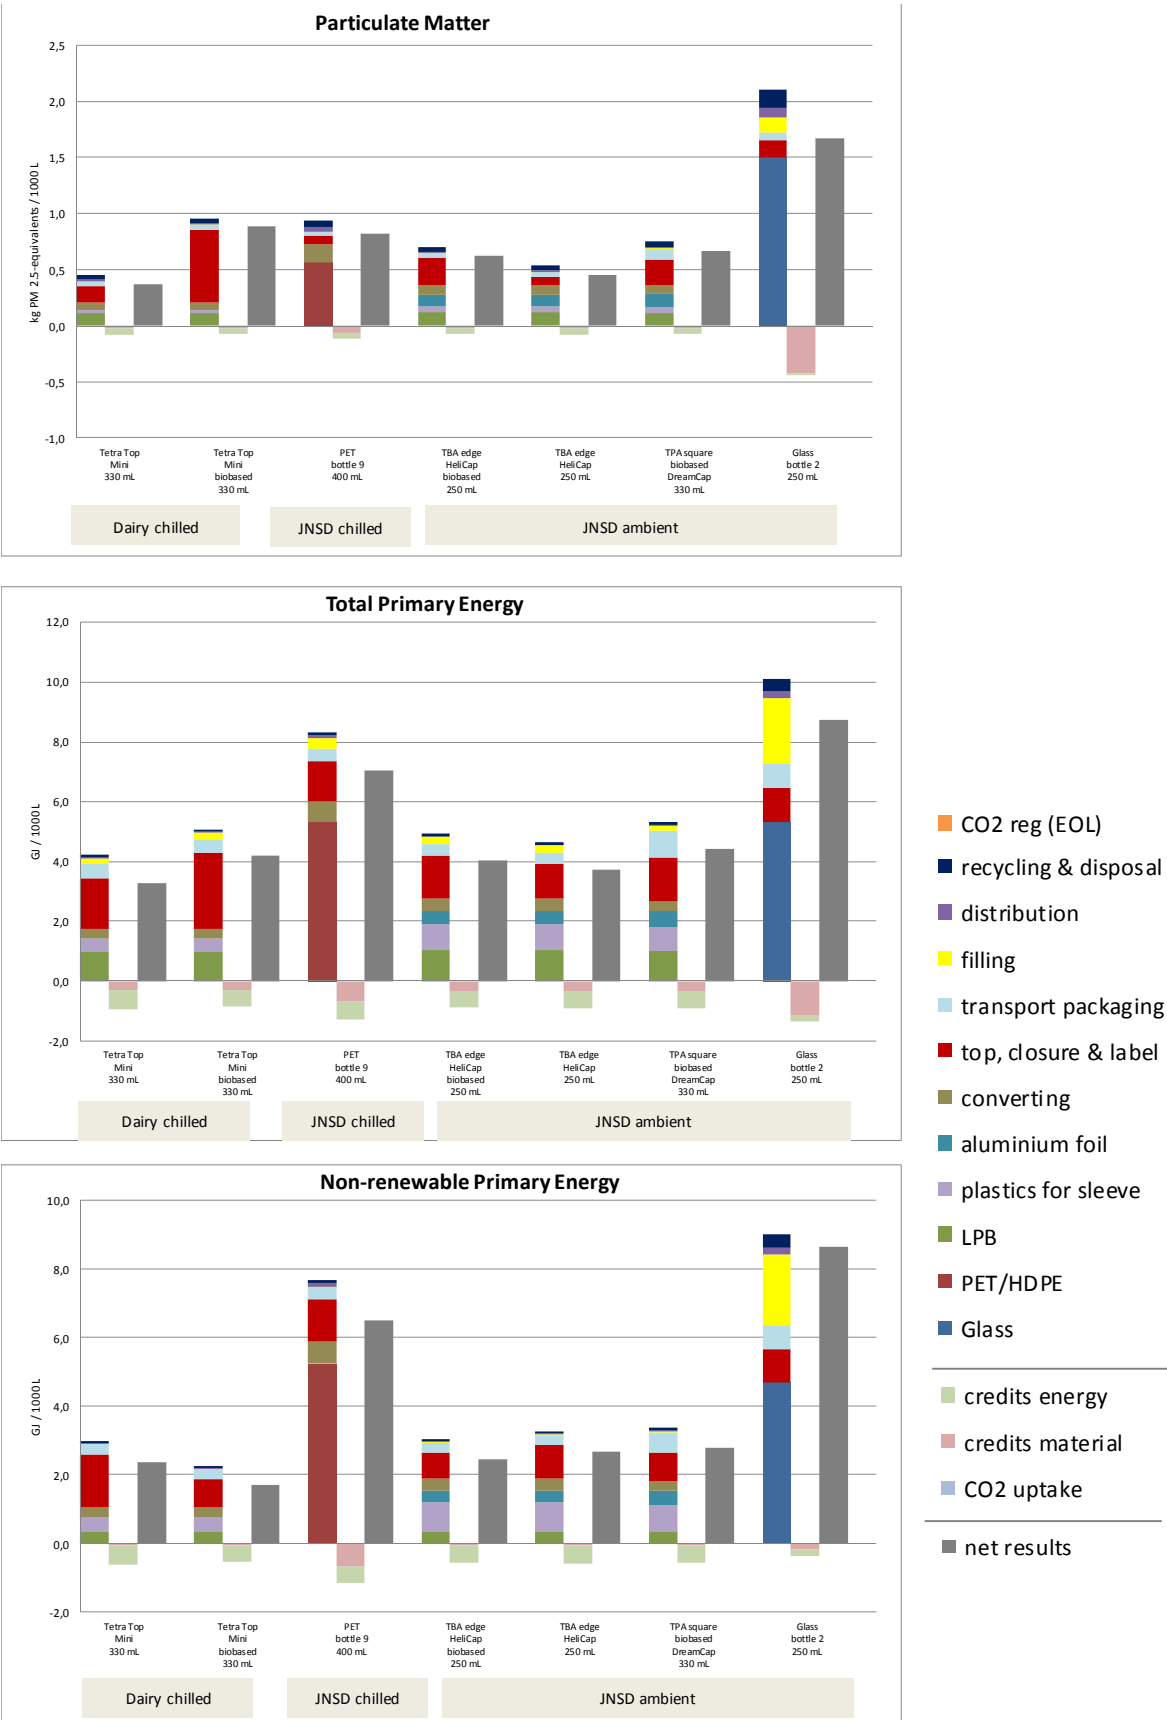 Particulate Matter
2,5
2,0
1,5
1,0
0,5
0,0
-0,5
-1,0
kg PM 2.5-equivalents / 1000 L
Tetra Top
Mini
330 mL
Tetra Top
Mini
biobased
330 mL
PET
bottle 9
400 mL
TBA edge
HeliCap
biobased
250 mL
TBA edge
HeliCap
250 mL
TPA square
biobased
DreamCap
330 mL
Glass
bottle 2
250 mL
Dairy chilled
JNSD chilled
JNSD ambient
Total Primary Energy
12,0
10,0
8,0
6,0
4,0
2,0
0,0
-2,0
GJ / 1000 L
Tetra Top
Mini
330 mL
Tetra Top
Mini
biobased
330 mL
PET
bottle 9
400 mL
TBA edge
HeliCap
biobased
250 mL
TBA edge
HeliCap
250 mL
TPA square
biobased
DreamCap
330 mL
Glass
bottle 2
250 mL
Dairy chilled
JNSD chilled
JNSD ambient
Non-renewable Primary Energy
10,0
8,0
6,0
4,0
2,0
0,0
-2,0
GJ / 1000 L
Tetra Top
Mini
330 mL
Tetra Top
Mini
biobased
330 mL
PET
bottle 9
400 mL
TBA edge
HeliCap
biobased
250 mL
TBA edge
HeliCap
250 mL
TPA square
biobased
DreamCap
330 mL
Glass
bottle 2
250 mL
Dairy chilled
JNSD chilled
JNSD ambient
CO2 reg (EOL)
recycling & disposal
distribution
filling
transport packaging
top, closure & label
converting
aluminium foil
plastics for sleeve
LPB
PET/HDPE
Glass
credits energy
credits material
CO2 uptake
net results